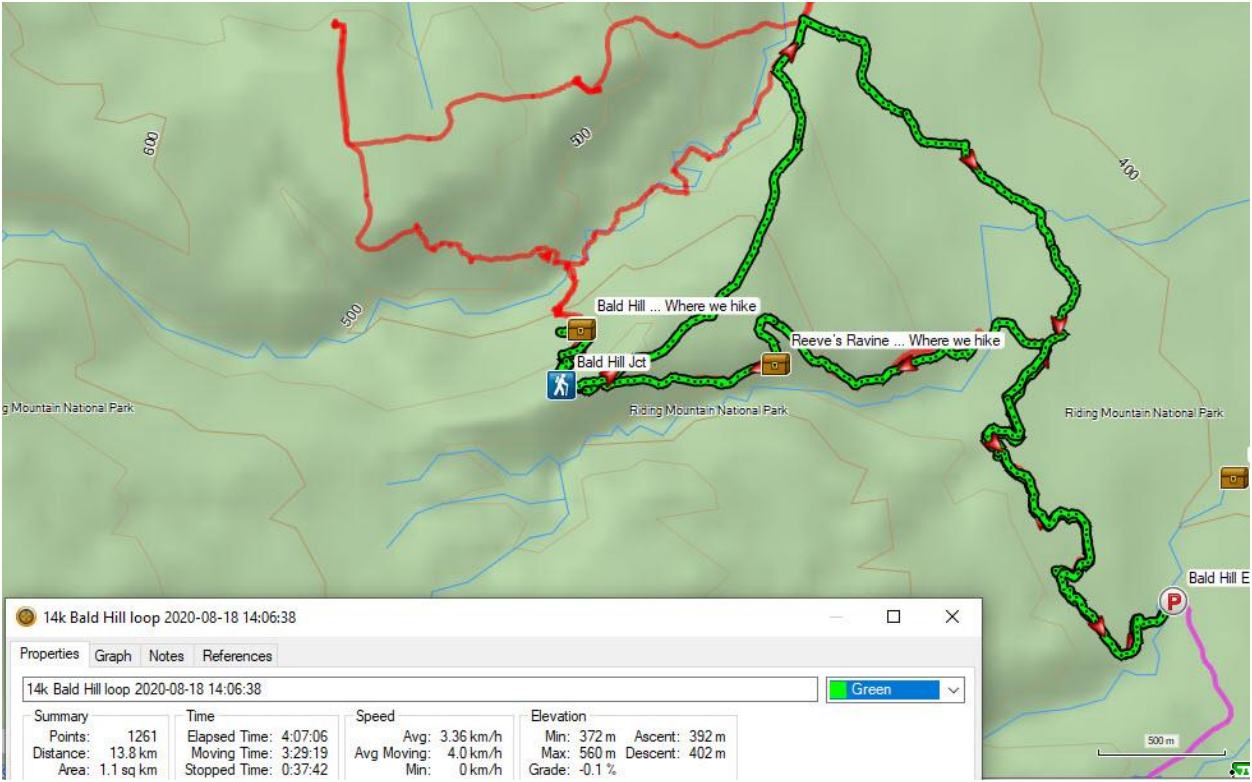 600
500
400
500
Bald Hill ... Where we hike
Reeve's Ravine ... Where we hike
Bald Hill Jct
g Mountain National Park
Riding Mountain National Park
Riding Mountain National Park
Bald Hill E
P
500 m
14k Bald Hill loop 2020-08-18 14:06:38
Properties Graph Notes References
14k Bald Hill loop 2020-08-18 14:06:38 Green
Summary Time Speed Elevation
Points: 1261 Elapsed Time: 4:07:06 Avg: 3.36 km/h Min: 372 m Ascent: 392 m
Distance: 13.8 km Moving Time: 3:29:19 Avg Moving: 4.0 km/h Max: 560 m Descent: 402 m
Area: 1.1 sq km Stopped Time: 0:37:42 Min: 0 km/h Grade: -0.1 %